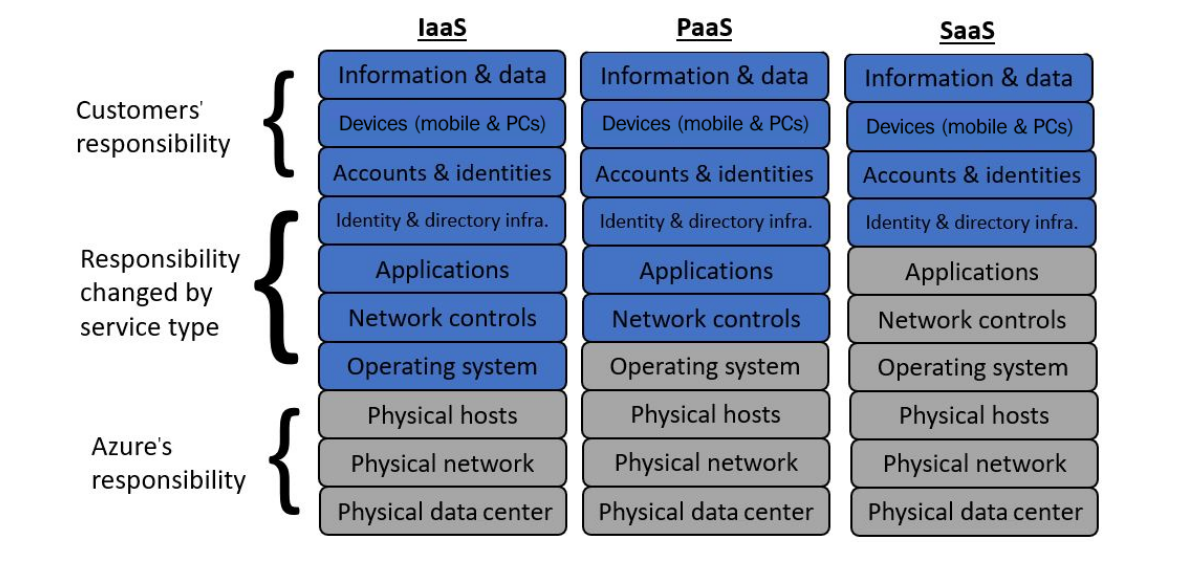 IaaS
PaaS
SaaS
Customers'
responsibility
Information & data
Information & data
Information & data
Devices (mobile & PCs)
Devices (mobile & PCs)
Devices (mobile & PCs)
Accounts & identities
Accounts & identities
Accounts & identities
Responsibility
changed by
service type
Identity & directory infra.
Identity & directory infra.
Identity & directory infra.
Applications
Applications
Applications
Network controls
Network controls
Network controls
Operating system
Operating system
Operating system
Azure's
responsibility
Physical hosts
Physical hosts
Physical hosts
Physical network
Physical network
Physical network
Physical data center
Physical data center
Physical data center